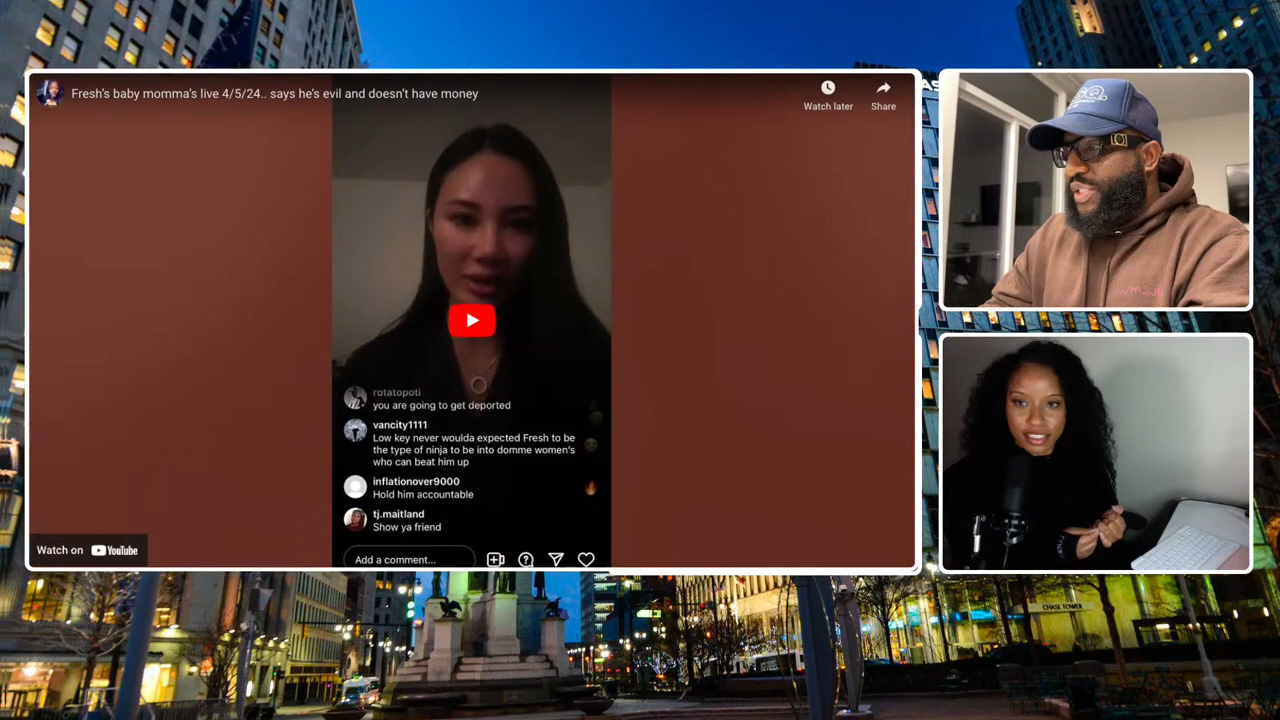 Fresh's baby momma's live 4/5/24.. says he's evil and doesn't have money
Watch later
Share
rotatopoti
you are going to get deported
vancity1111
Low key never woulda expected Fresh to be
the type of ninja to be into domme women's
who can beat him up
inflationover9000
Hold him accountable
tj.maitland
Show ya friend
Add a comment...
Watch on YouTube
CHASE TOWER